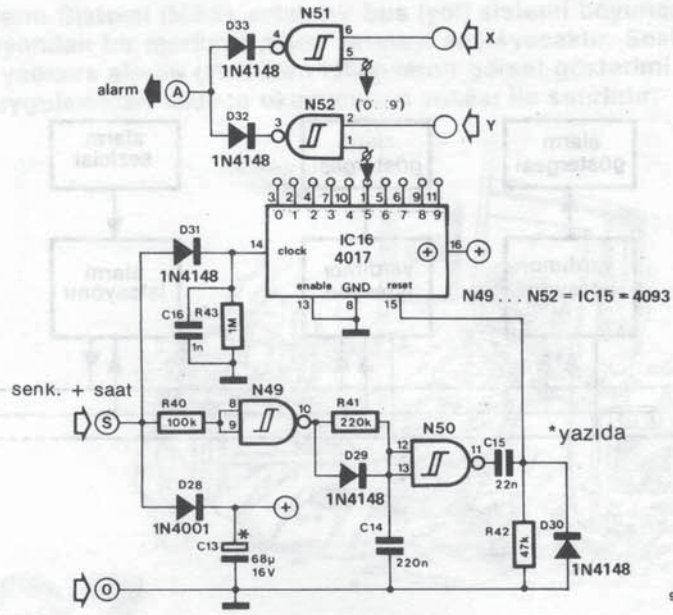 D33
N51
4
6
5
X
1N4148
alarm
A
(0...9)
D32
N52
3
2
1
Y
1N4148
3 2 4 7 10 1 5 6 9 11
0 1 2 3 4 5 6 7 8 9
D31
14
clock
IC16
4017
+ 16 +
1N4148
enable GND reset
13 8 15
N49 . . . N52 = IC15 = 4093
C16
R43
1M
1n
senk. + saat
S
R40
100k
8
9
N49
10
R41
220k
N50
12
13
11
C15
22n
*yazıda
D29
1N4148
D28
1N4001
+
*
C13
68µ
16V
C14
220n
R42
47k
D30
1N4148
0